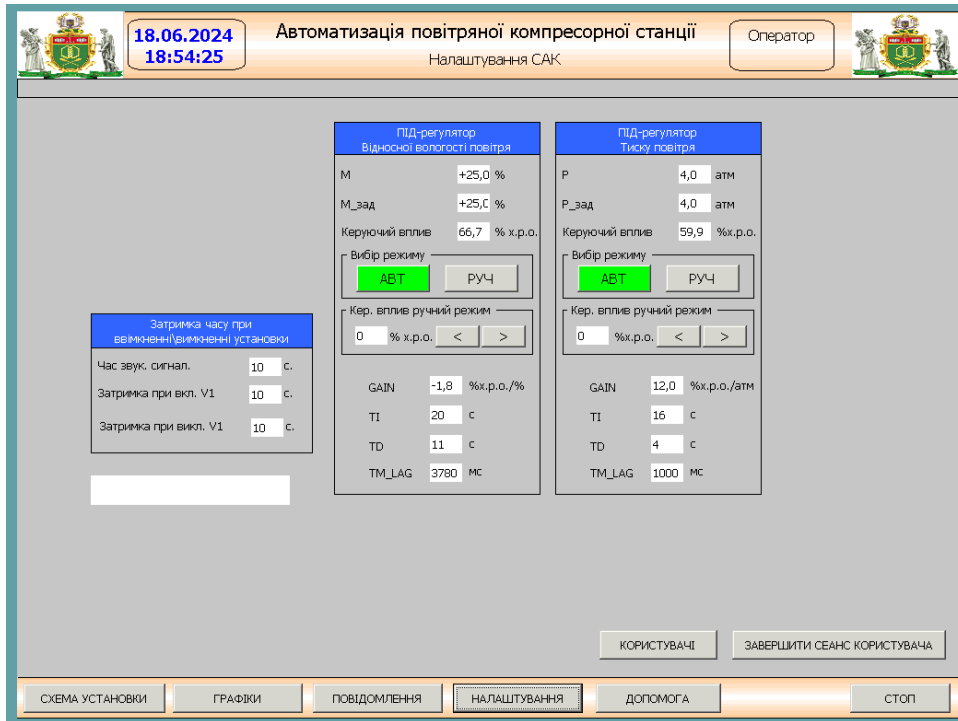 18.06.2024
18:54:25
Автоматизація повітряної компресорної станції
Налаштування САК
Оператор
ПІД-регулятор
Відносної вологості повітря
М +25,0 %
М_зад +25,0 %
Керуючий вплив 66,7 % х.р.о.
Вибір режиму
АВТ РУЧ
Кер. вплив ручний режим
0 % х.р.о. < >
GAIN -1,8 %х.р.о./%
TI 20 с
TD 11 с
TM_LAG 3780 мс
ПІД-регулятор
Тиску повітря
Р 4,0 атм
Р_зад 4,0 атм
Керуючий вплив 59,9 %х.р.о.
Вибір режиму
АВТ РУЧ
Кер. вплив ручний режим
0 %х.р.о. < >
GAIN 12,0 %х.р.о./атм
TI 16 с
TD 4 с
TM_LAG 1000 мс
Затримка часу при
ввімкненні\вимкненні установки
Час звук. сигнал. 10 с.
Затримка при вкл. V1 10 с.
Затримка при викл. V1 10 с.
КОРИСТУВАЧІ ЗАВЕРШИТИ СЕАНС КОРИСТУВАЧА
СХЕМА УСТАНОВКИ ГРАФІКИ ПОВІДОМЛЕННЯ НАЛАШТУВАННЯ ДОПОМОГА СТОП